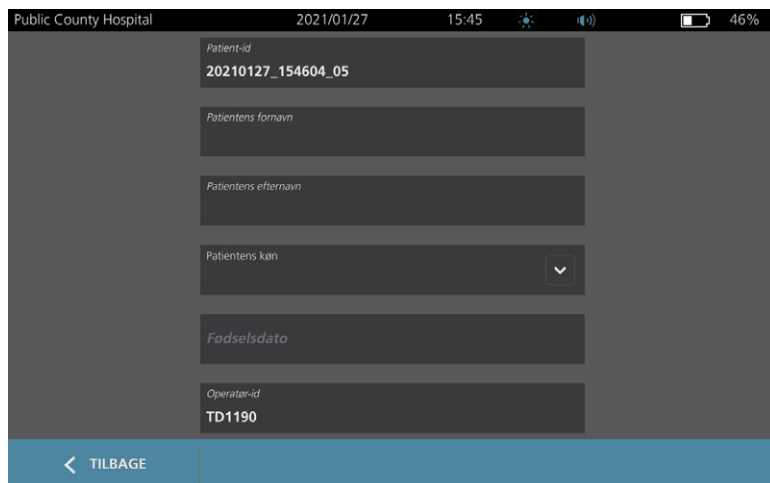 Public County Hospital 2021/01/27 15:45 46%
Patient-id
20210127_154604_05
Patientens fornavn
Patientens efternavn
Patientens køn
Fødselsdato
Operatør-id
TD1190
TILBAGE